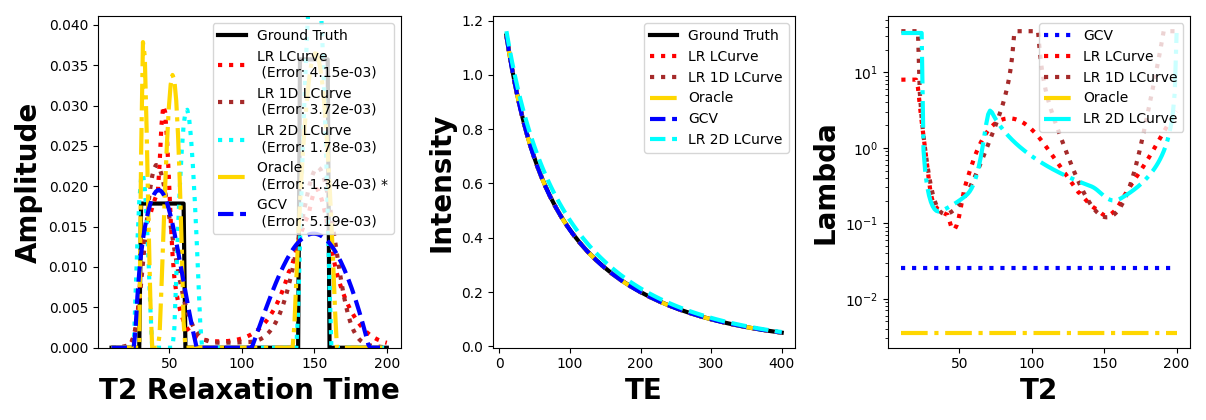 0.040
0.035
0.030
0.025
0.020
0.015
0.010
0.005
0.000
Amplitude
50
100
150
200
T2 Relaxation Time
Ground Truth
LR LCurve
(Error: 4.15e-03)
LR 1D LCurve
(Error: 3.72e-03)
LR 2D LCurve
(Error: 1.78e-03)
Oracle
(Error: 1.34e-03) *
GCV
(Error: 5.19e-03)
1.2
1.0
0.8
0.6
0.4
0.2
0.0
Intensity
0
100
200
300
400
TE
Ground Truth
LR LCurve
LR 1D LCurve
Oracle
GCV
LR 2D LCurve
10¹
10⁰
10⁻¹
10⁻²
Lambda
50
100
150
200
T2
GCV
LR LCurve
LR 1D LCurve
Oracle
LR 2D LCurve